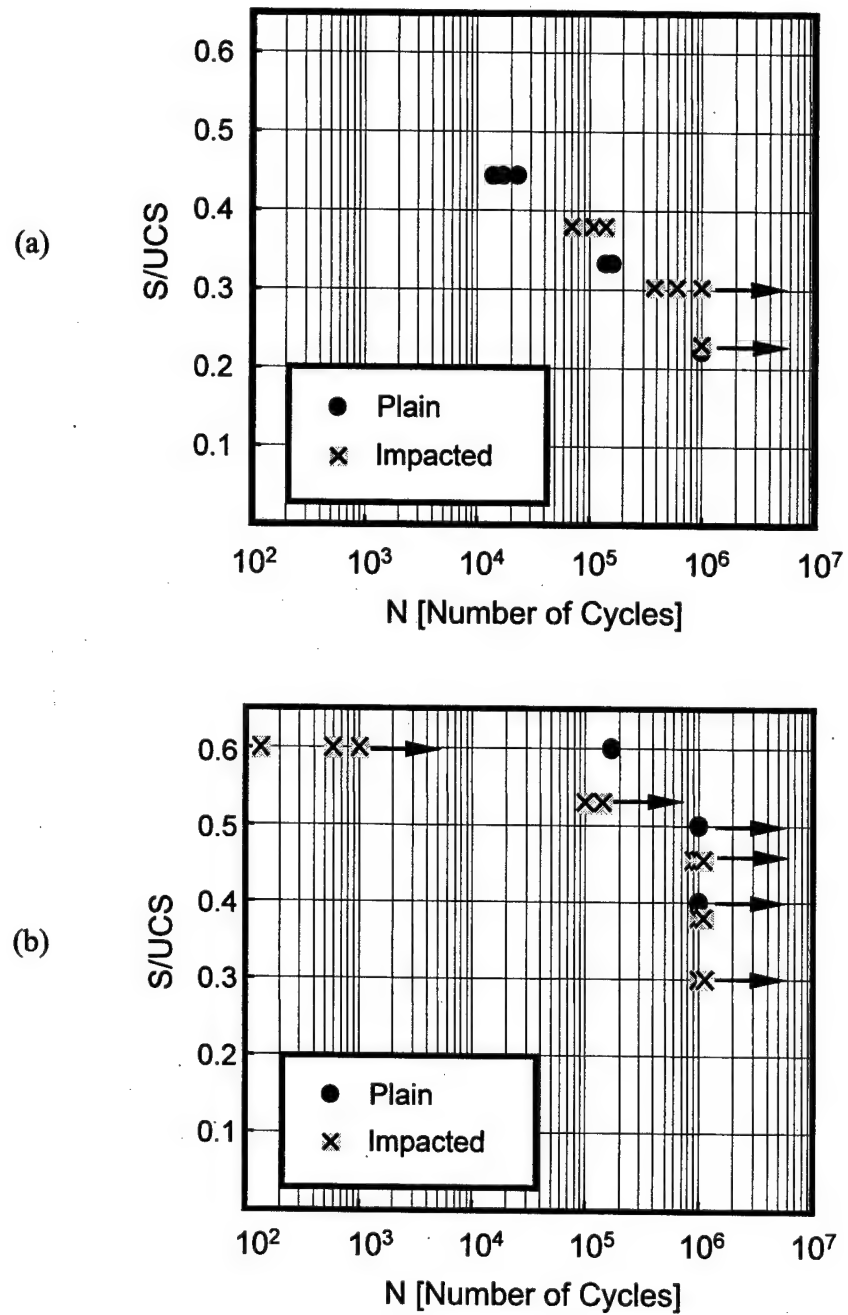 (a)
S/UCS
0.6
0.5
0.4
0.3
0.2
0.1
Plain
Impacted
10² 10³ 10⁴ 10⁵ 10⁶ 10⁷
N [Number of Cycles]
(b)
S/UCS
0.6
0.5
0.4
0.3
0.2
0.1
Plain
Impacted
10² 10³ 10⁴ 10⁵ 10⁶ 10⁷
N [Number of Cycles]